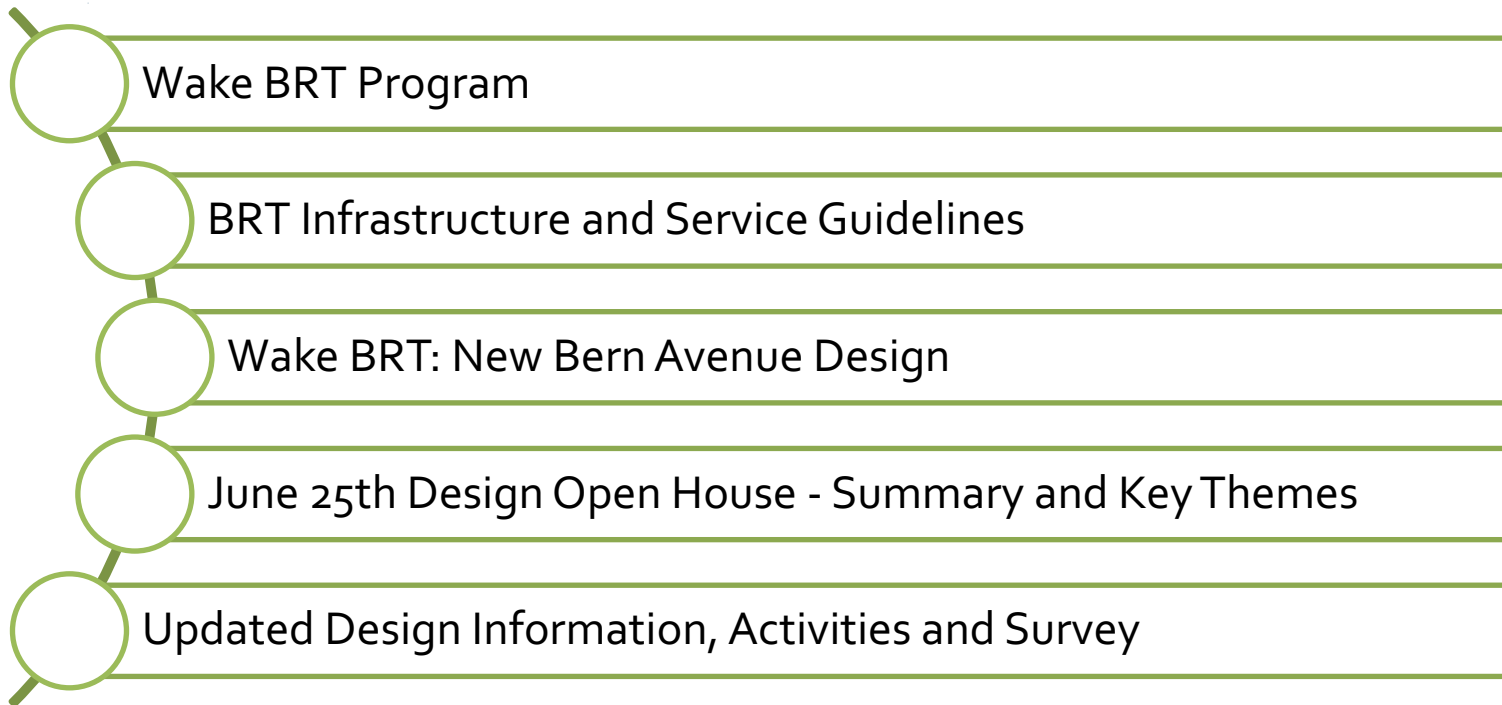 Wake BRT Program
BRT Infrastructure and Service Guidelines
Wake BRT: New Bern Avenue Design
June 25th Design Open House - Summary and Key Themes
Updated Design Information, Activities and Survey